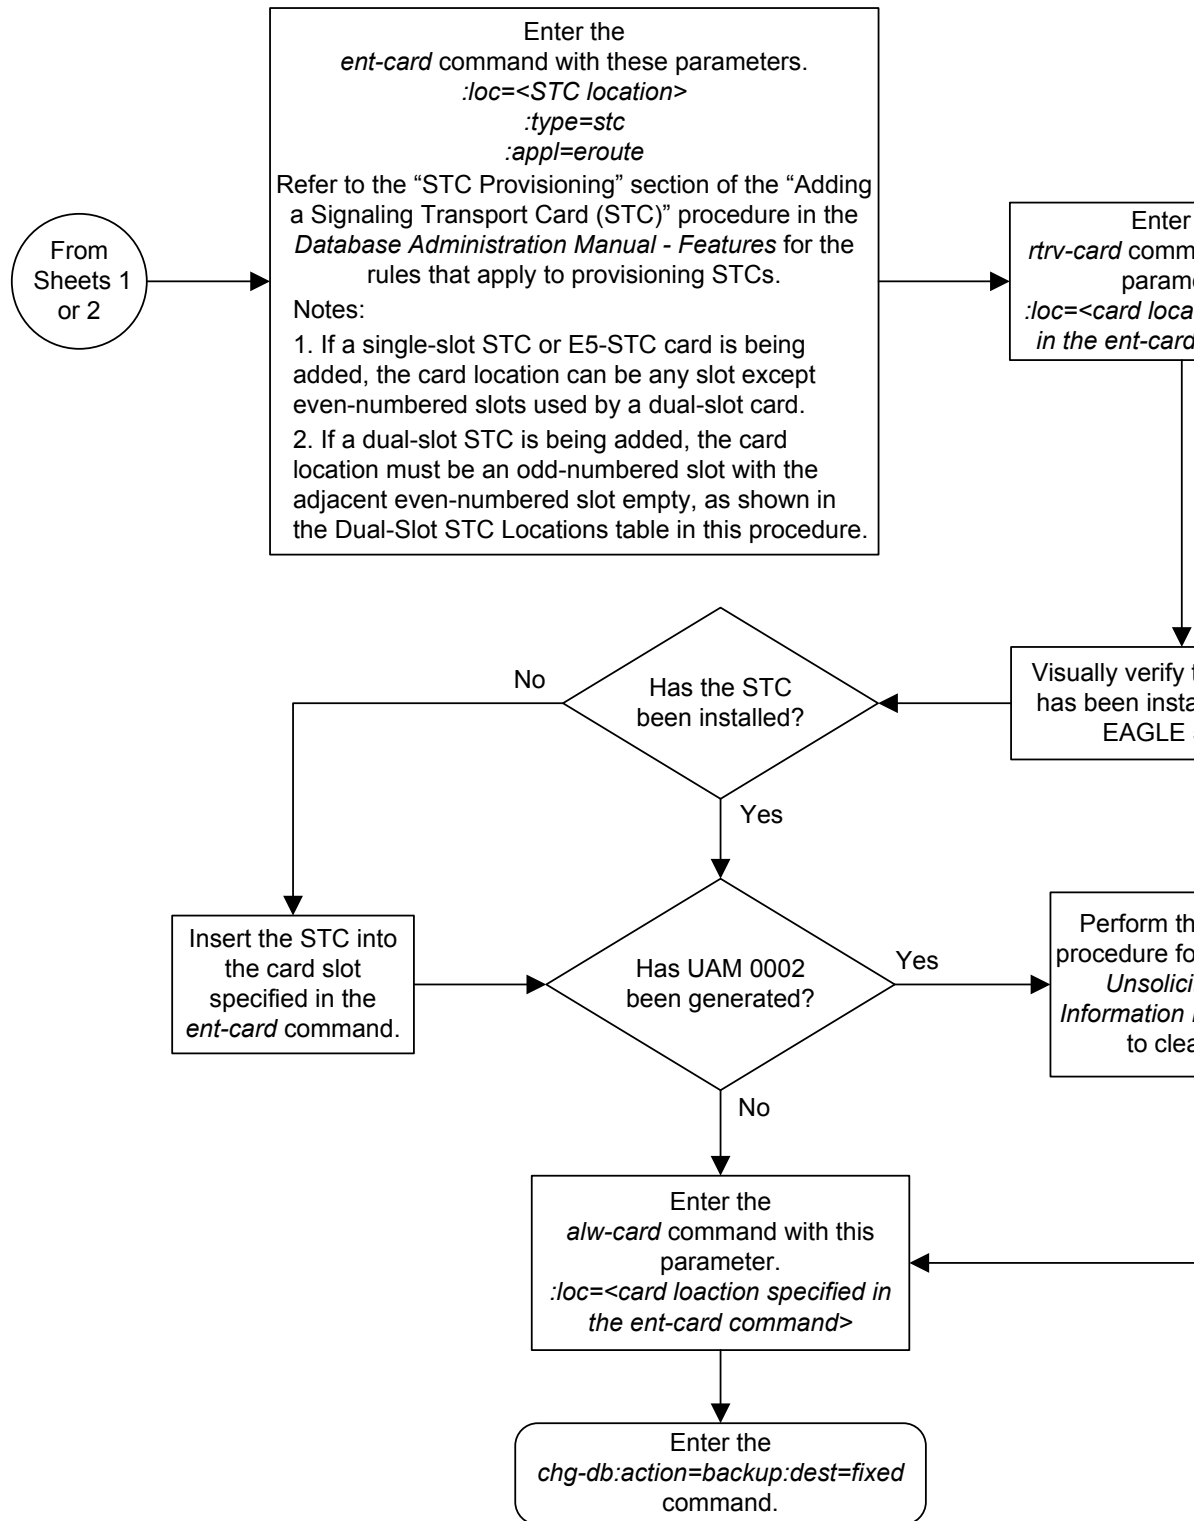 From
Sheets 1
or 2
Enter the
ent-card command with these parameters.
:loc=<STC location>
:type=stc
:appl=eroute
Refer to the “STC Provisioning” section of the “Adding
a Signaling Transport Card (STC)” procedure in the
Database Administration Manual - Features for the
rules that apply to provisioning STCs.
Notes:
1. If a single-slot STC or E5-STC card is being
added, the card location can be any slot except
even-numbered slots used by a dual-slot card.
2. If a dual-slot STC is being added, the card
location must be an odd-numbered slot with the
adjacent even-numbered slot empty, as shown in
the Dual-Slot STC Locations table in this procedure.
Enter
rtrv-card
:loc=<card
in the ent-card
Visually verify
has been
EAGLE
Has the STC
been installed?
No
Yes
Insert the STC into
the card slot
specified in the
ent-card command.
Has UAM 0002
been generated?
Yes
No
Perform
procedure
Information
to
Enter the
alw-card command with this
parameter.
:loc=<card loaction specified in
the ent-card command>
Enter the
chg-db:action=backup:dest=fixed
command.